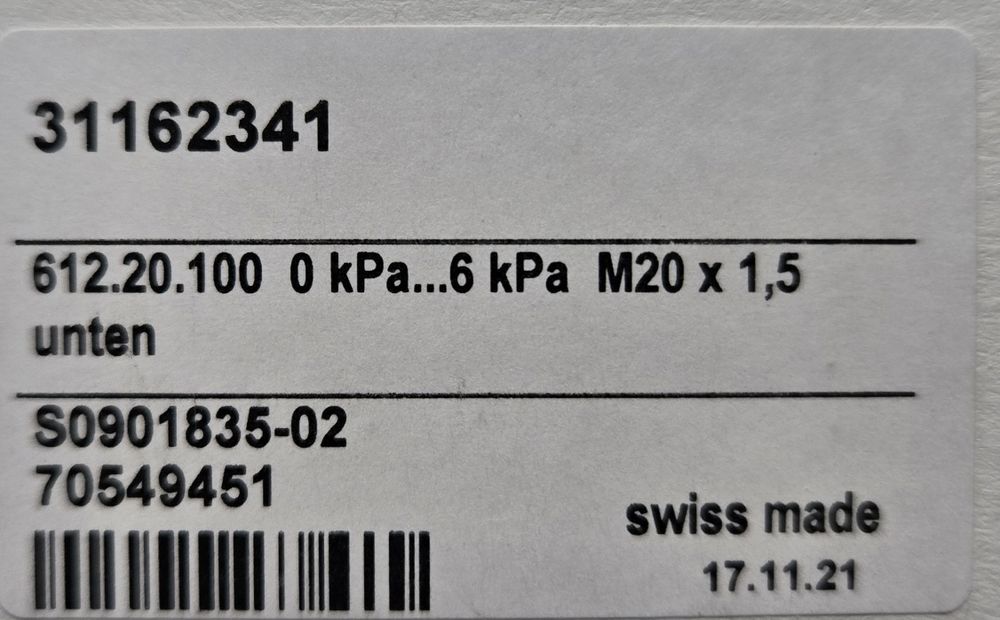 31162341
612.20.100 0 kPa...6 kPa M20 x 1,5
unten
S0901835-02
70549451
swiss made
17.11.21